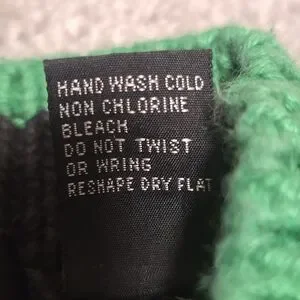 HAND WASH COLD
NON CHLORINE
BLEACH
DO NOT TWIST
OR WRING
RESHAPE DRY FLAT